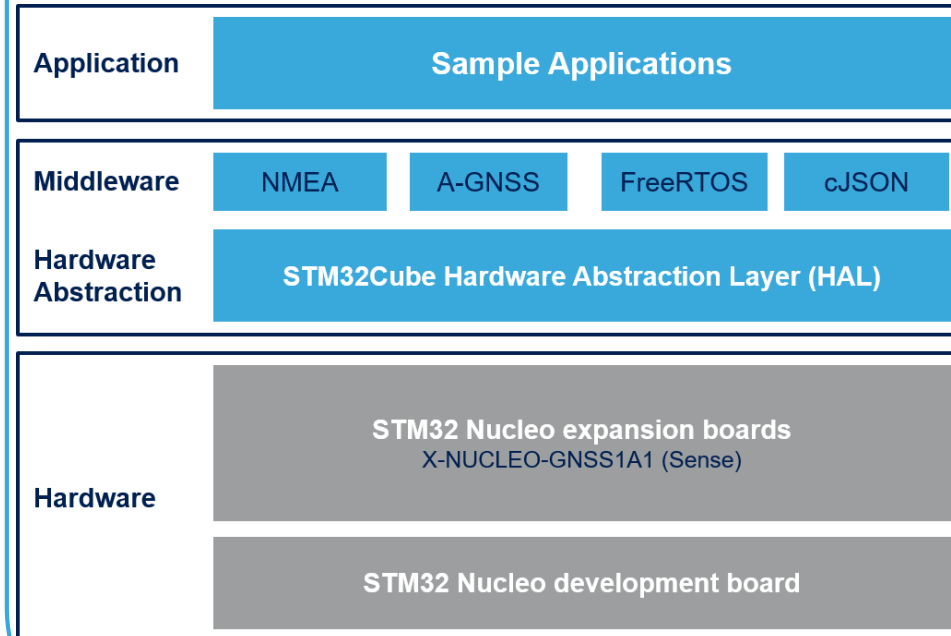 Application
Sample Applications
Middleware
NMEA
A-GNSS
FreeRTOS
cJSON
Hardware
Abstraction
STM32Cube Hardware Abstraction Layer (HAL)
Hardware
STM32 Nucleo expansion boards
X-NUCLEO-GNSS1A1 (Sense)
STM32 Nucleo development board